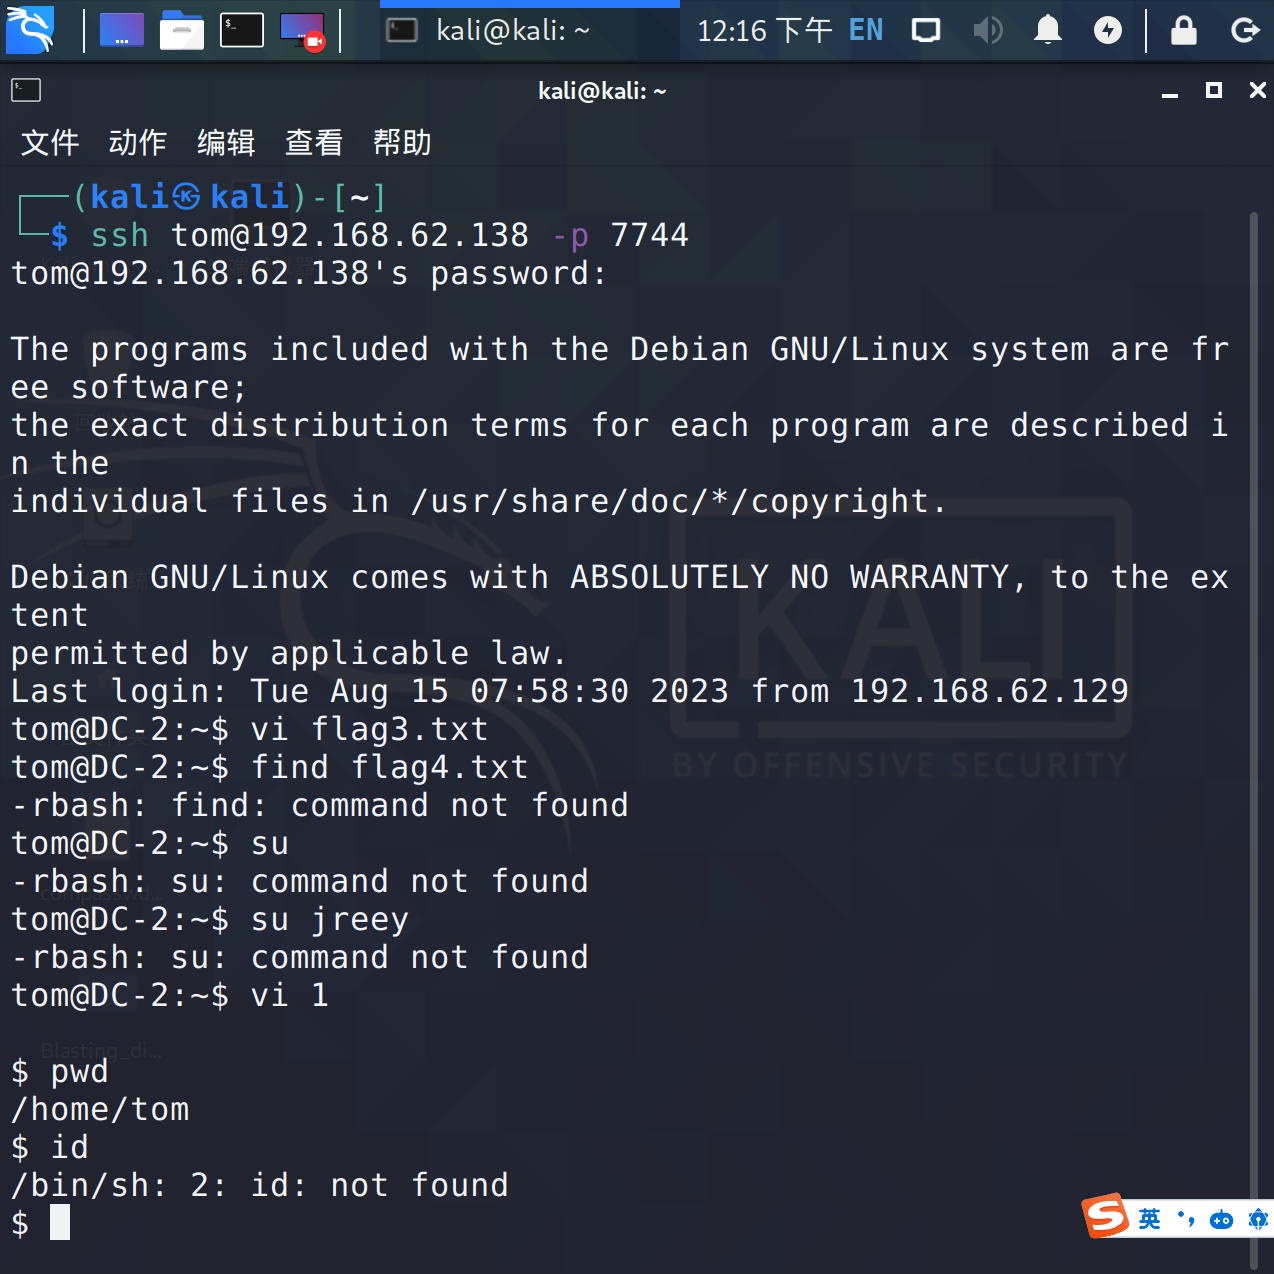 kali@kali: ~ 12:16 下午 EN
kali@kali: ~
文件 动作 编辑 查看 帮助
(kali㉿kali)-[~]
$ ssh tom@192.168.62.138 -p 7744
tom@192.168.62.138's password:
The programs included with the Debian GNU/Linux system are fr
ee software;
the exact distribution terms for each program are described i
n the
individual files in /usr/share/doc/*/copyright.
Debian GNU/Linux comes with ABSOLUTELY NO WARRANTY, to the ex
tent
permitted by applicable law.
Last login: Tue Aug 15 07:58:30 2023 from 192.168.62.129
tom@DC-2:~$ vi flag3.txt
tom@DC-2:~$ find flag4.txt
-rbash: find: command not found
tom@DC-2:~$ su
-rbash: su: command not found
tom@DC-2:~$ su jreey
-rbash: su: command not found
tom@DC-2:~$ vi 1
$ pwd
/home/tom
$ id
/bin/sh: 2: id: not found
$
KALI
BY OFFENSIVE SECURITY
Blasting_di...
英